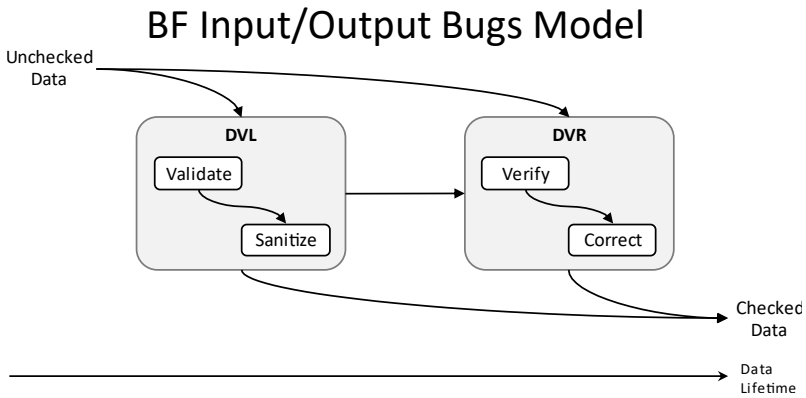 BF Input/Output Bugs Model
Unchecked
Data
DVL
Validate
Sanitize
DVR
Verify
Correct
Checked
Data
Data
Lifetime